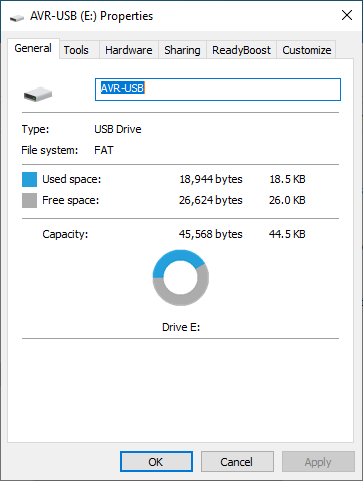 AVR-USB (E:) Properties
General Tools Hardware Sharing ReadyBoost Customize
AVR-USB
Type: USB Drive
File system: FAT
Used space: 18,944 bytes 18.5 KB
Free space: 26,624 bytes 26.0 KB
Capacity: 45,568 bytes 44.5 KB
Drive E:
OK Cancel Apply